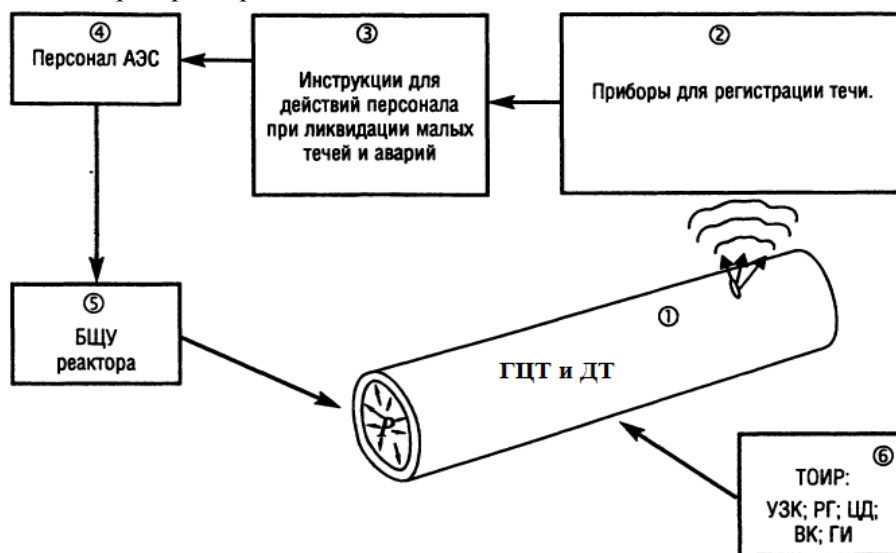 ④
Персонал АЭС
③
Инструкции для
действий персонала
при ликвидации малых
течей и аварий
②
Приборы для регистрации течи.
⑤
БЩУ
реактора
①
ГЦТ и ДТ
P
⑥
ТОИР:
УЗК; РГ; ЦД;
ВК; ГИ